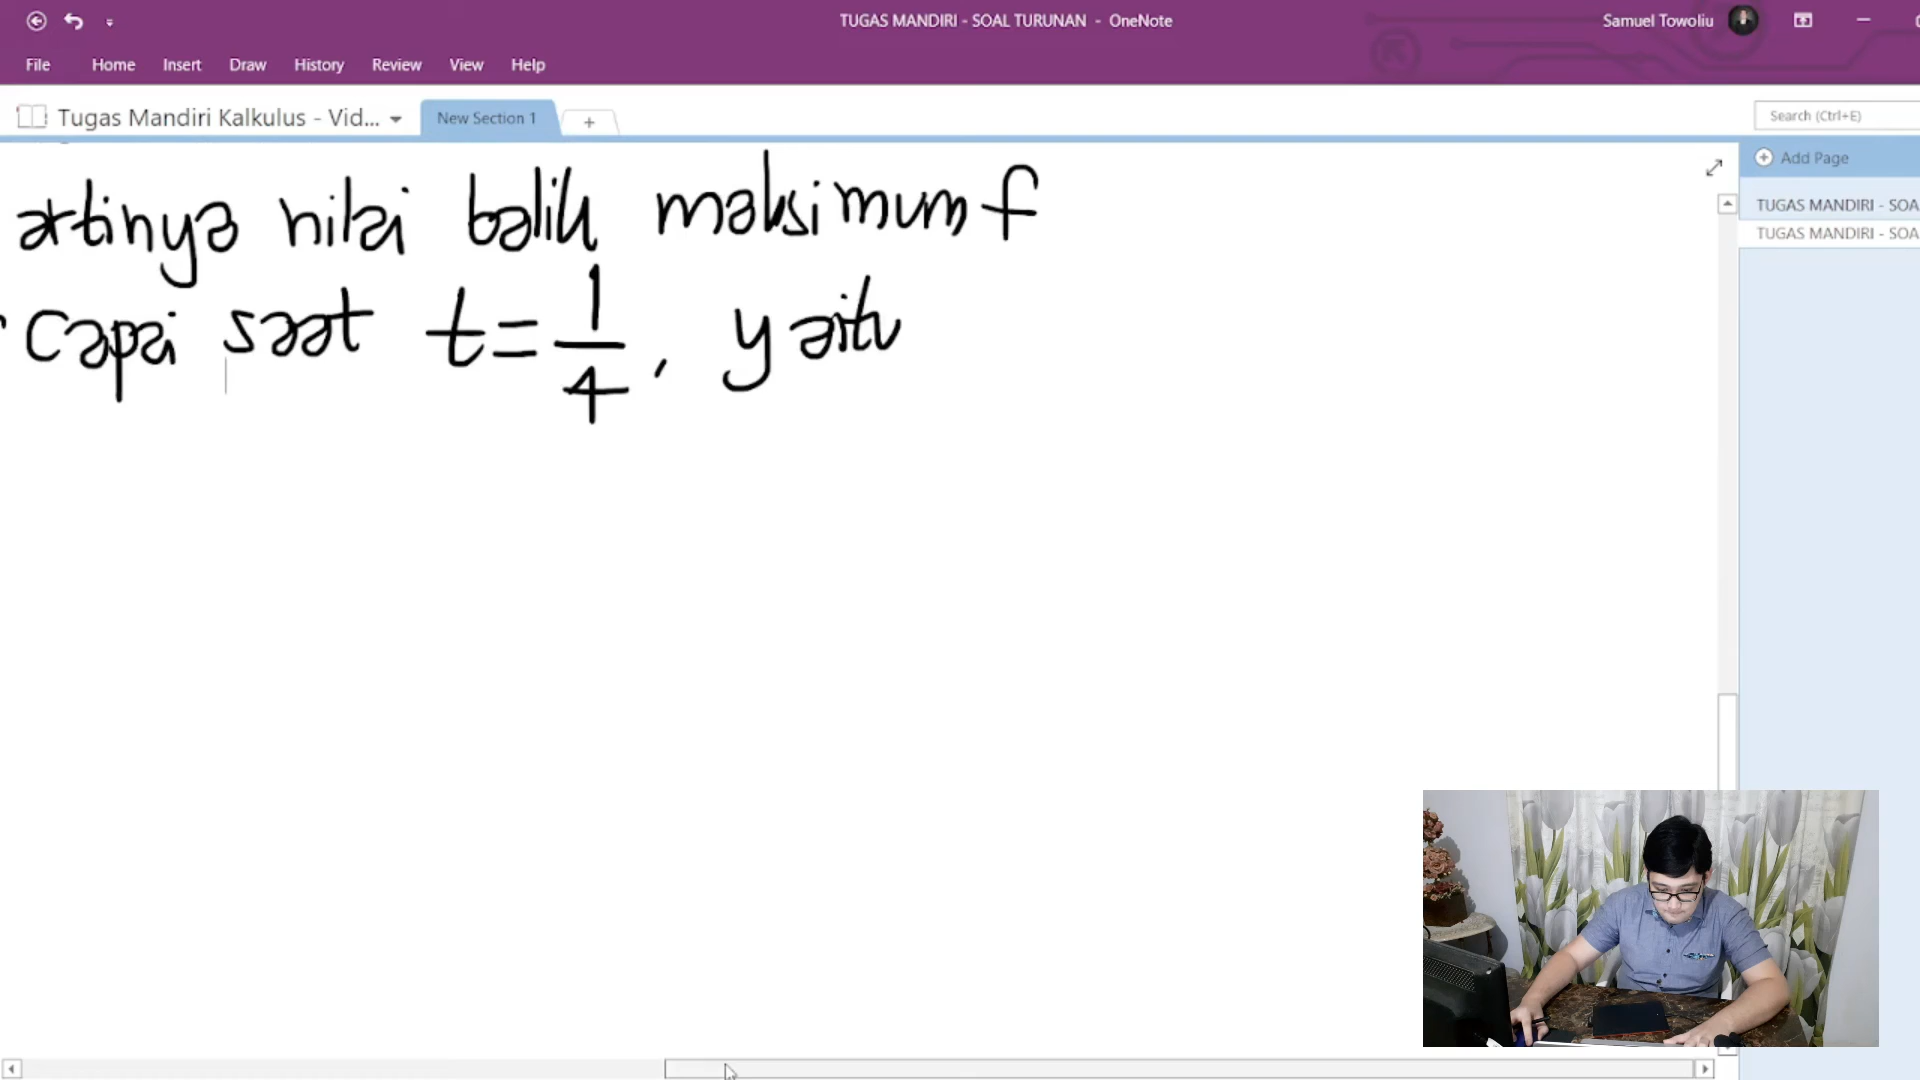 TUGAS MANDIRI - SOAL TURUNAN - OneNote
Samuel Towoliu
File Home Insert Draw History Review View Help
Tugas Mandiri Kalkulus - Vid...
New Section 1
+
Search (Ctrl+E)
Add Page
TUGAS MANDIRI - SOA
TUGAS MANDIRI - SOA
artinya nilai balik maksimum f
capai saat t = 1/4, yaitu